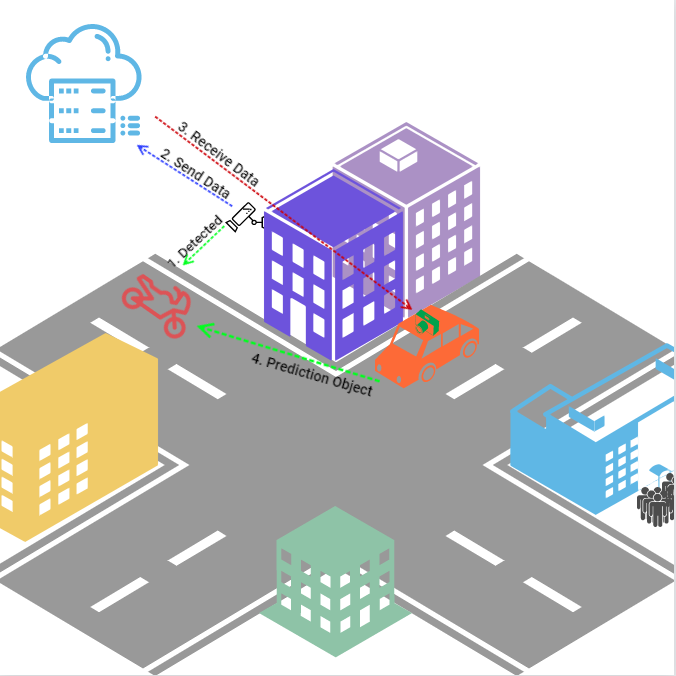 3. Receive Data
2. Send Data
1. Detected
4. Prediction Object